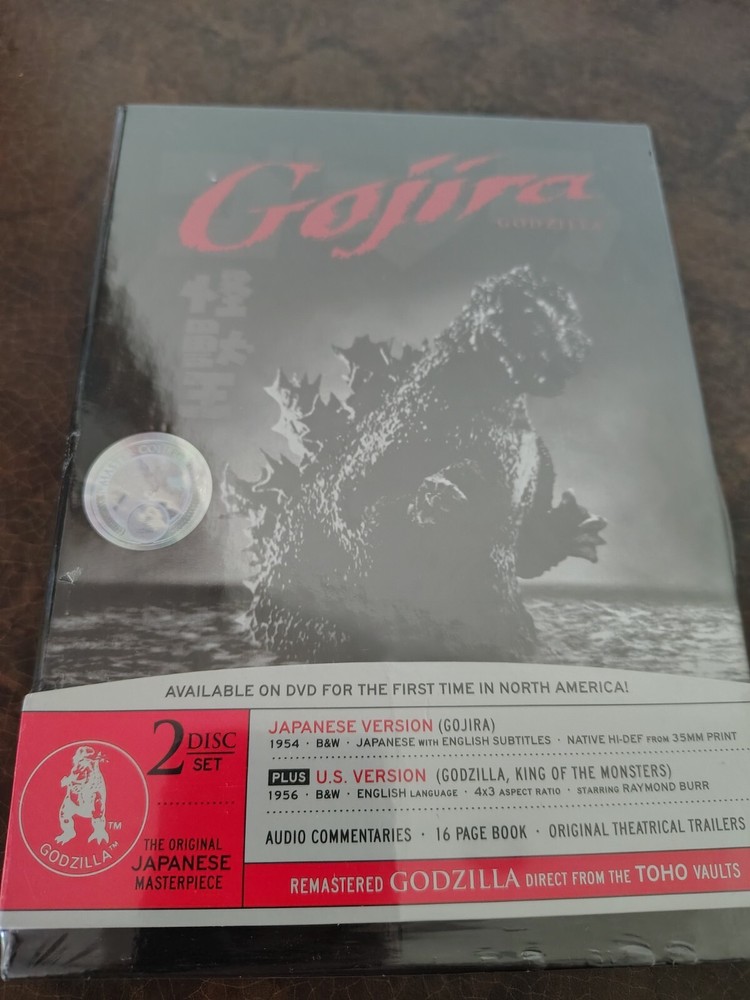 Gojira
GODZILLA
怪獣王
AVAILABLE ON DVD FOR THE FIRST TIME IN NORTH AMERICA!
2 DISC SET
THE ORIGINAL
JAPANESE
MASTERPIECE
TM
GODZILLA™
JAPANESE VERSION (GOJIRA)
1954 · B&W · JAPANESE WITH ENGLISH SUBTITLES · NATIVE HI-DEF FROM 35MM PRINT
PLUS U.S. VERSION (GODZILLA, KING OF THE MONSTERS)
1956 · B&W · ENGLISH LANGUAGE · 4x3 ASPECT RATIO · STARRING RAYMOND BURR
AUDIO COMMENTARIES · 16 PAGE BOOK · ORIGINAL THEATRICAL TRAILERS
REMASTERED GODZILLA DIRECT FROM THE TOHO VAULTS